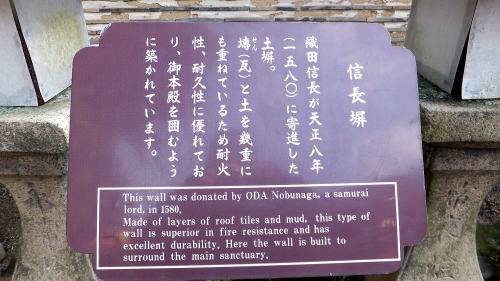 信長塀
織田信長が天正八年
(一五八〇)に寄進した
土塀。
塼(瓦)と土を幾重に
せん
も重ねているため耐火
性、耐久性に優れてお
り、御本殿を囲むよう
に築かれています。
This wall was donated by ODA Nobunaga, a samurai
lord, in 1580.
Made of layers of roof tiles and mud, this type of
wall is superior in fire resistance and has
excellent durability. Here the wall is built to
surround the main sanctuary.